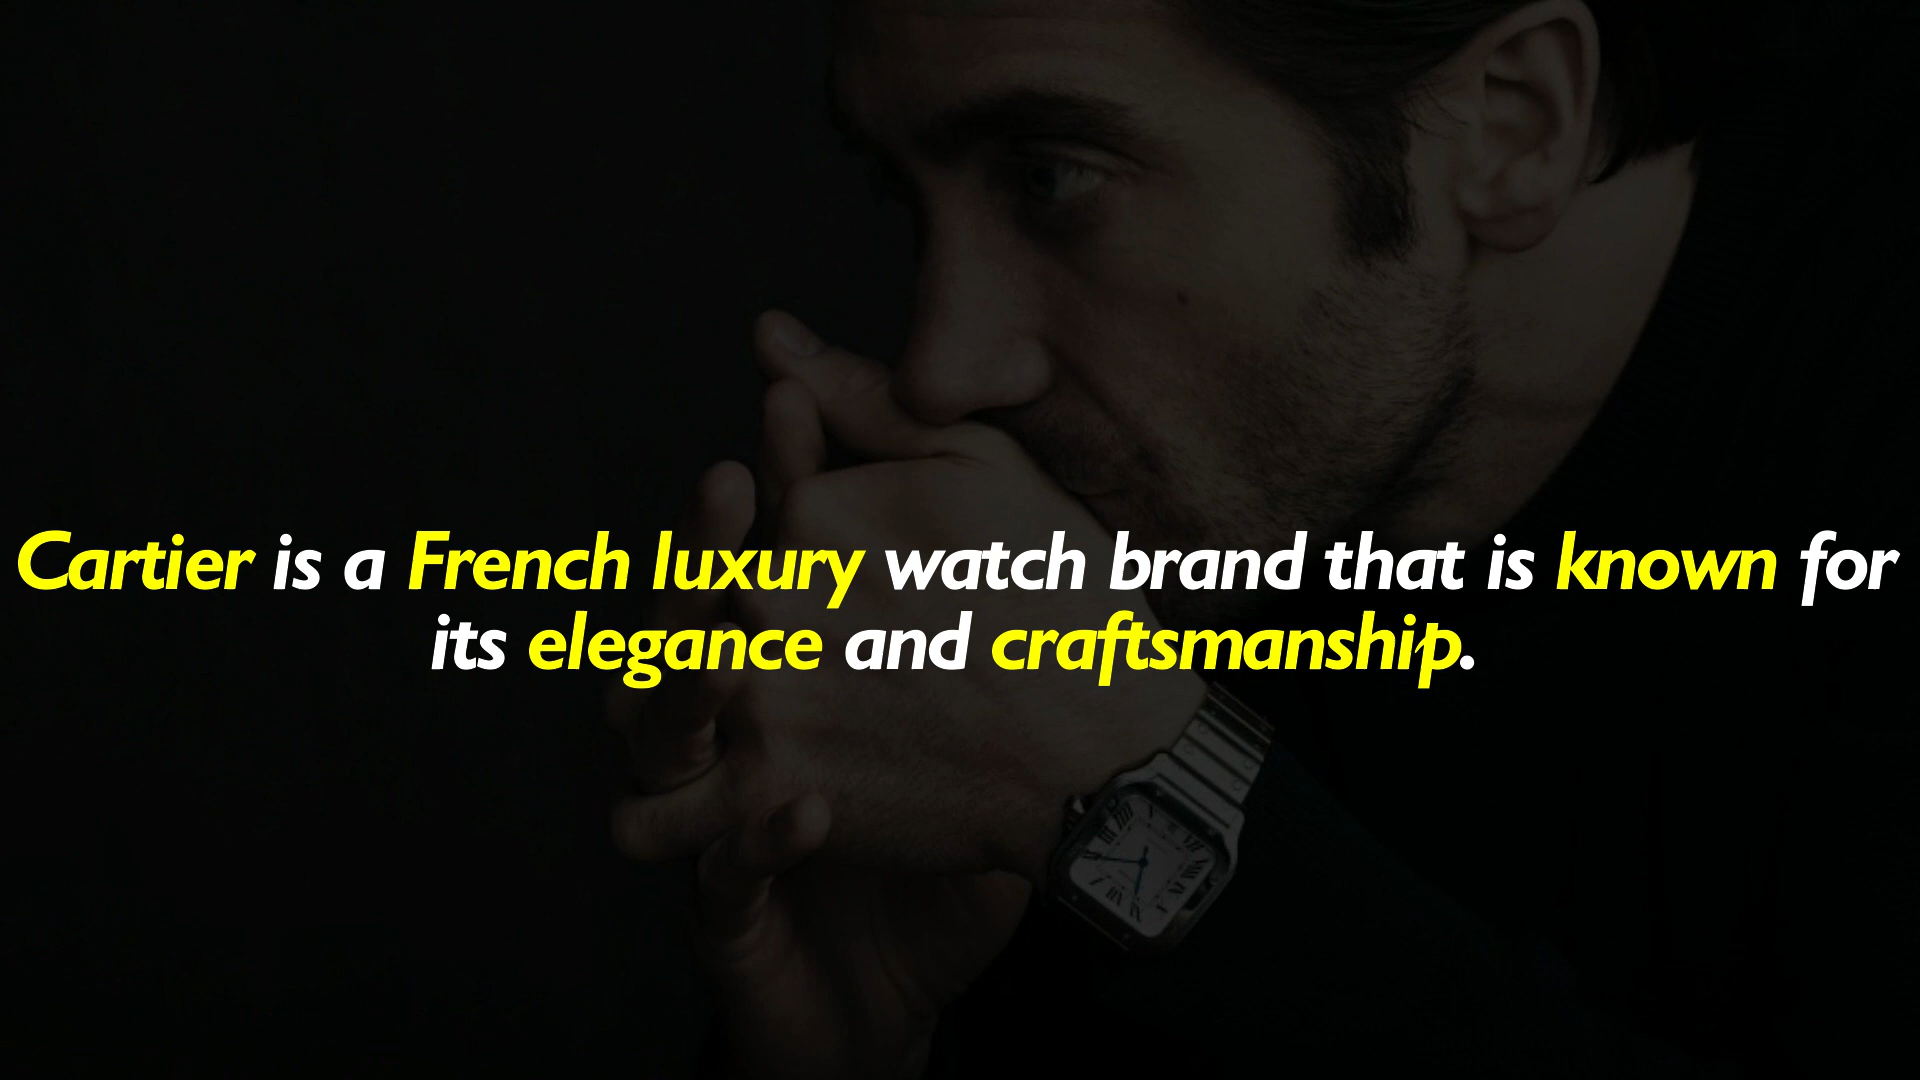 Cartier is a French luxury watch brand that is known for
its elegance and craftsmanship.